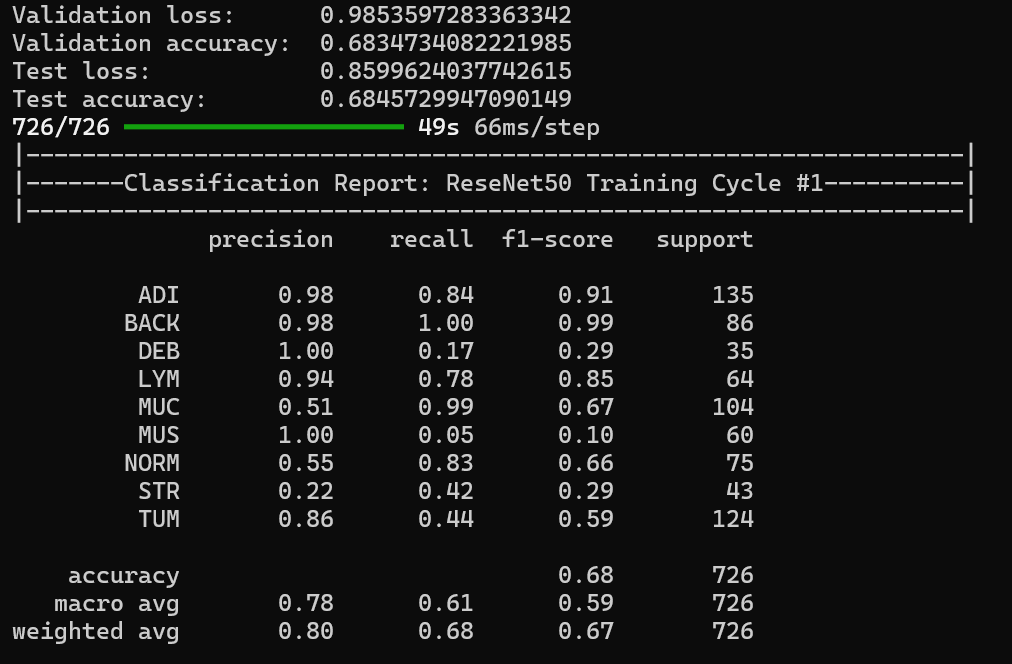 Validation loss:      0.9853597283363342
Validation accuracy:  0.6834734082221985
Test loss:            0.8599624037742615
Test accuracy:        0.6845729947090149
726/726 ━━━━━━━━━━━━━━━━━━━━ 49s 66ms/step
|-------------------------------------------------------------------|
|-------Classification Report: ReseNet50 Training Cycle #1----------|
|-------------------------------------------------------------------|
              precision    recall  f1-score   support

         ADI       0.98      0.84      0.91       135
        BACK       0.98      1.00      0.99        86
         DEB       1.00      0.17      0.29        35
         LYM       0.94      0.78      0.85        64
         MUC       0.51      0.99      0.67       104
         MUS       1.00      0.05      0.10        60
        NORM       0.55      0.83      0.66        75
         STR       0.22      0.42      0.29        43
         TUM       0.86      0.44      0.59       124

    accuracy                           0.68       726
   macro avg       0.78      0.61      0.59       726
weighted avg       0.80      0.68      0.67       726